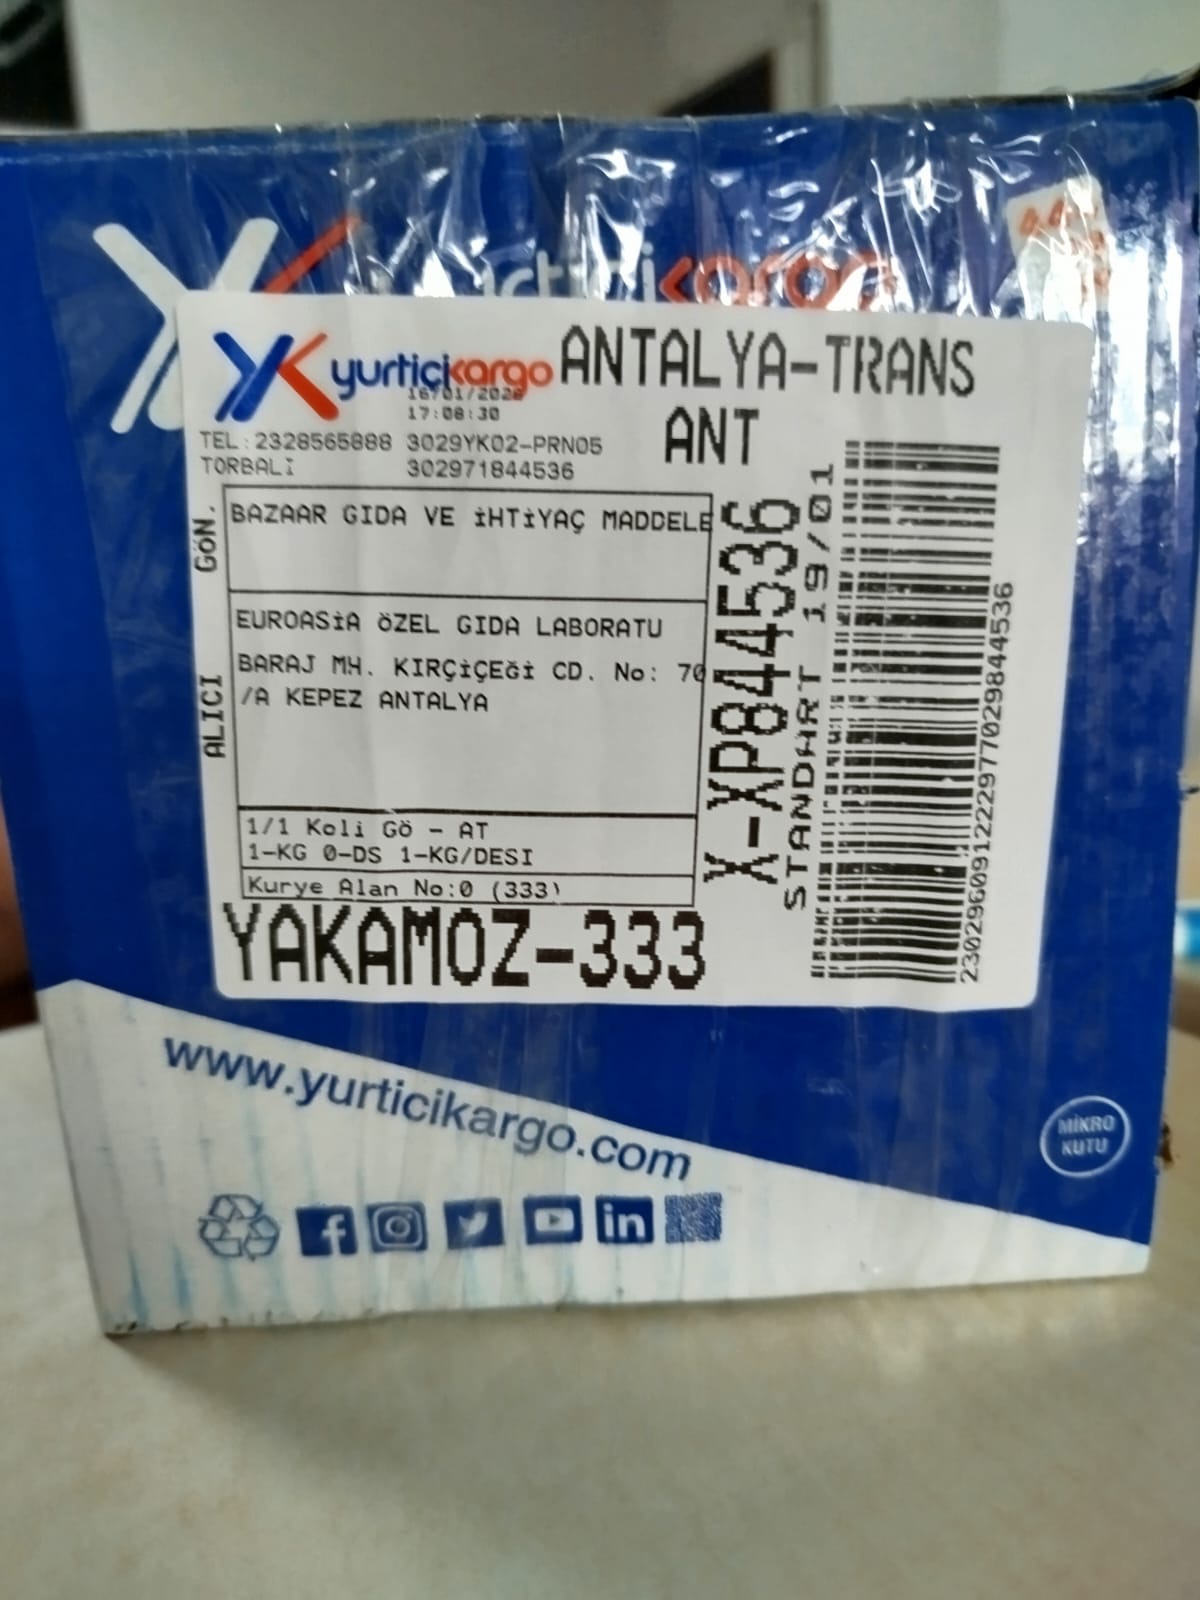 yurtiçikargo
ANTALYA-TRANS
ANT
17:08:30
TEL:2328565888 3029YK02-PRN05
TORBALI 302971844536
GÖN.
BAZAAR GIDA VE İHTİYAÇ MADDELE
ALICI
EUROASİA ÖZEL GIDA LABORATU
BARAJ MH. KIRÇİÇEĞİ CD. No: 70
/A KEPEZ ANTALYA
1/1 Koli Gö - AT
1-KG 0-DS 1-KG/DESI
Kurye Alan No:0 (333)
YAKAMOZ-333
X-XP844536
STANDART 19/01
2302960912229770298445​36
www.yurticikargo.com
MİKRO
KUTU
in